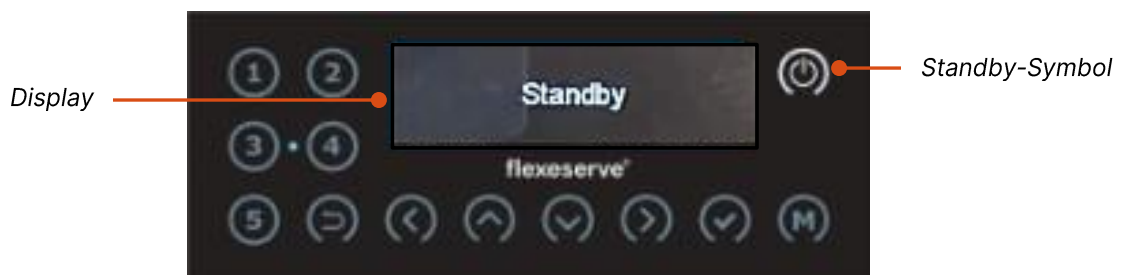 1 2
Standby
Standby-Symbol
Display
3 4
flexeserve®
5 M